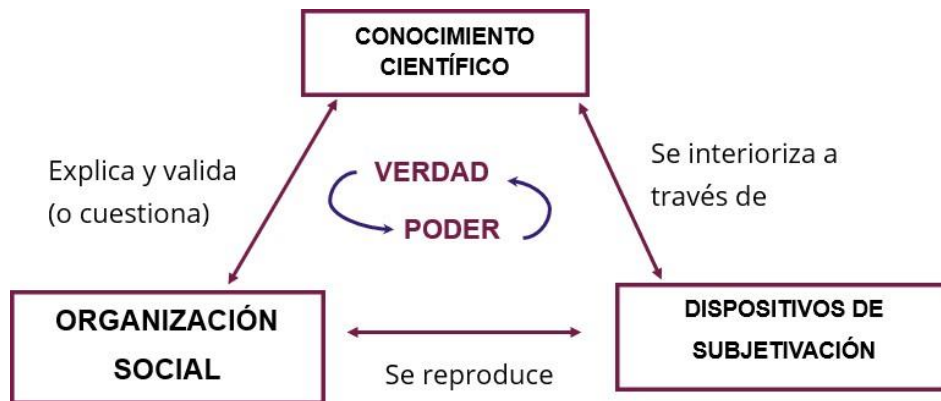 CONOCIMIENTO
CIENTÍFICO
Explica y valida
(o cuestiona)
VERDAD
PODER
Se interioriza a
través de
ORGANIZACIÓN
SOCIAL
Se reproduce
DISPOSITIVOS DE
SUBJETIVACIÓN